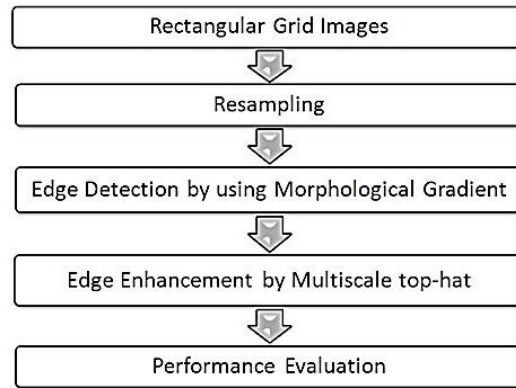 Rectangular Grid Images
Resampling
Edge Detection by using Morphological Gradient
Edge Enhancement by Multiscale top-hat
Performance Evaluation